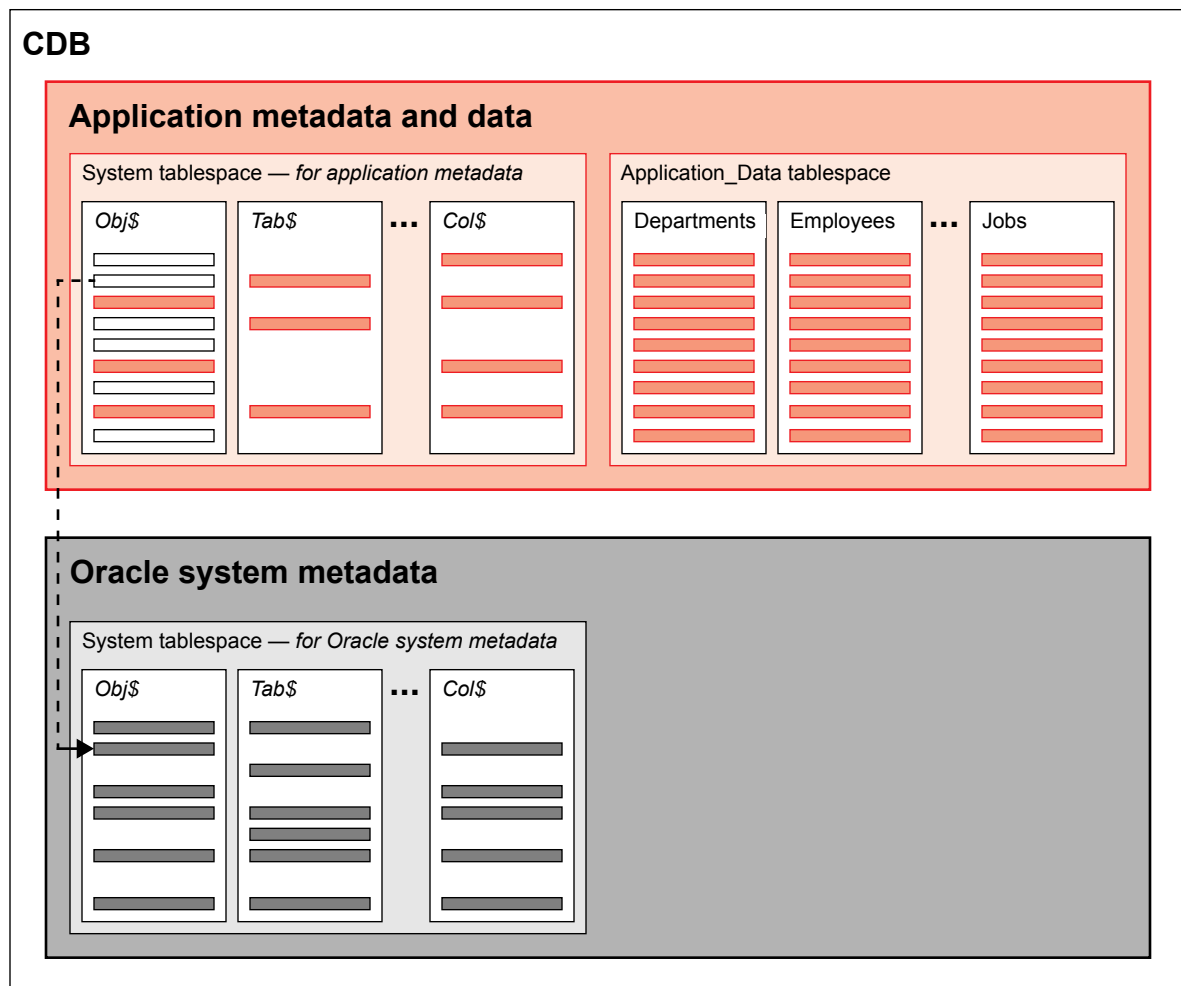 CDB
Application metadata and data
System tablespace — for application metadata
Application_Data tablespace
Obj$
Tab$
...
Col$
Departments
Employees
...
Jobs
Oracle system metadata
System tablespace — for Oracle system metadata
Obj$
Tab$
...
Col$